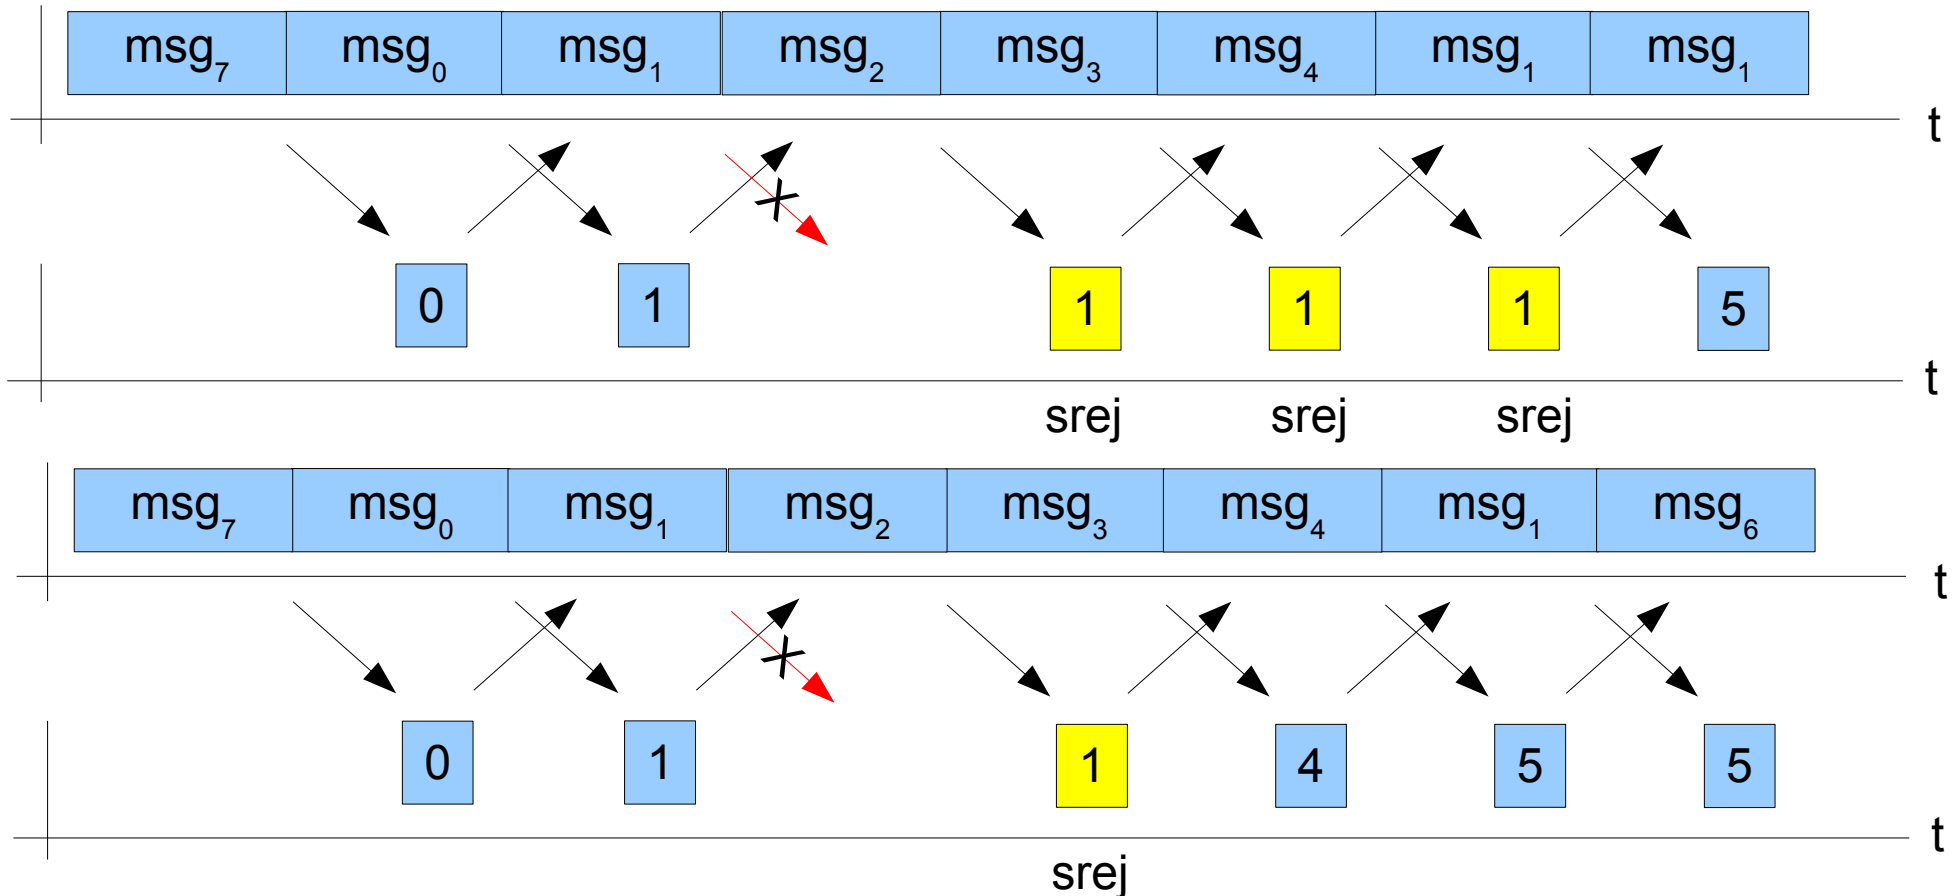 msg7 msg0 msg1 msg2 msg3 msg4 msg1 msg1
t
0 1 1 1 1 5
t
srej srej srej
msg7 msg0 msg1 msg2 msg3 msg4 msg1 msg6
t
0 1 1 4 5 5
t
srej